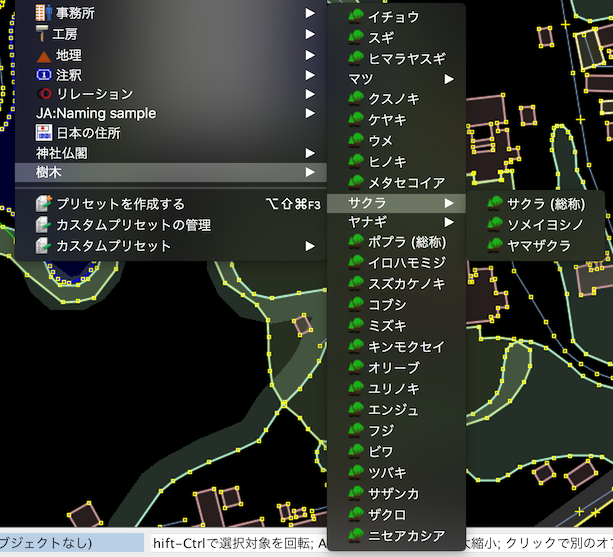 事務所
工房
地理
注釈
リレーション
JA:Naming sample
日本の住所
神社仏閣
樹木
プリセットを作成する ⌥⇧⌘F3
カスタムプリセットの管理
カスタムプリセット
イチョウ
スギ
ヒマラヤスギ
マツ
クスノキ
ケヤキ
ウメ
ヒノキ
メタセコイア
サクラ
ヤナギ
ポプラ (総称)
イロハモミジ
スズカケノキ
コブシ
ミズキ
キンモクセイ
オリーブ
ユリノキ
エンジュ
フジ
ビワ
ツバキ
サザンカ
ザクロ
ニセアカシア
サクラ (総称)
ソメイヨシノ
ヤマザクラ
ブジェクトなし)
hift-Ctrlで選択対象を回転; A
大縮小; クリックで別のオ